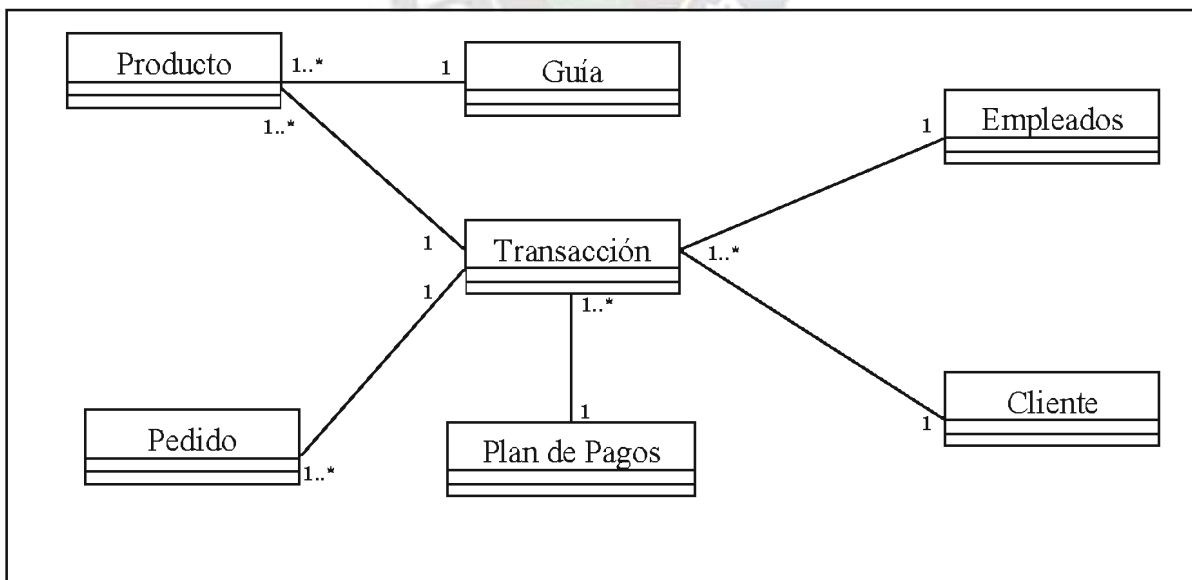 Producto
1..*
1
Guía
1..*
Empleados
1
1
Transacción
1..*
1
1..*
Cliente
1
1
Pedido
1..*
Plan de Pagos